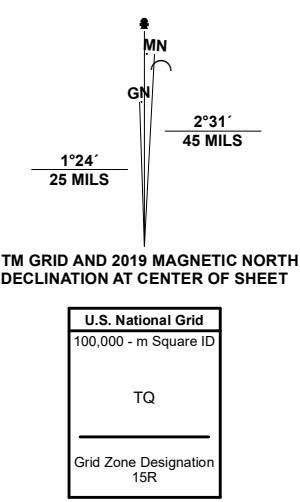 MN
GN
2°31´
45 MILS
1°24´
25 MILS
TM GRID AND 2019 MAGNETIC NORTH
DECLINATION AT CENTER OF SHEET
U.S. National Grid
100,000 - m Square ID
TQ
Grid Zone Designation
15R